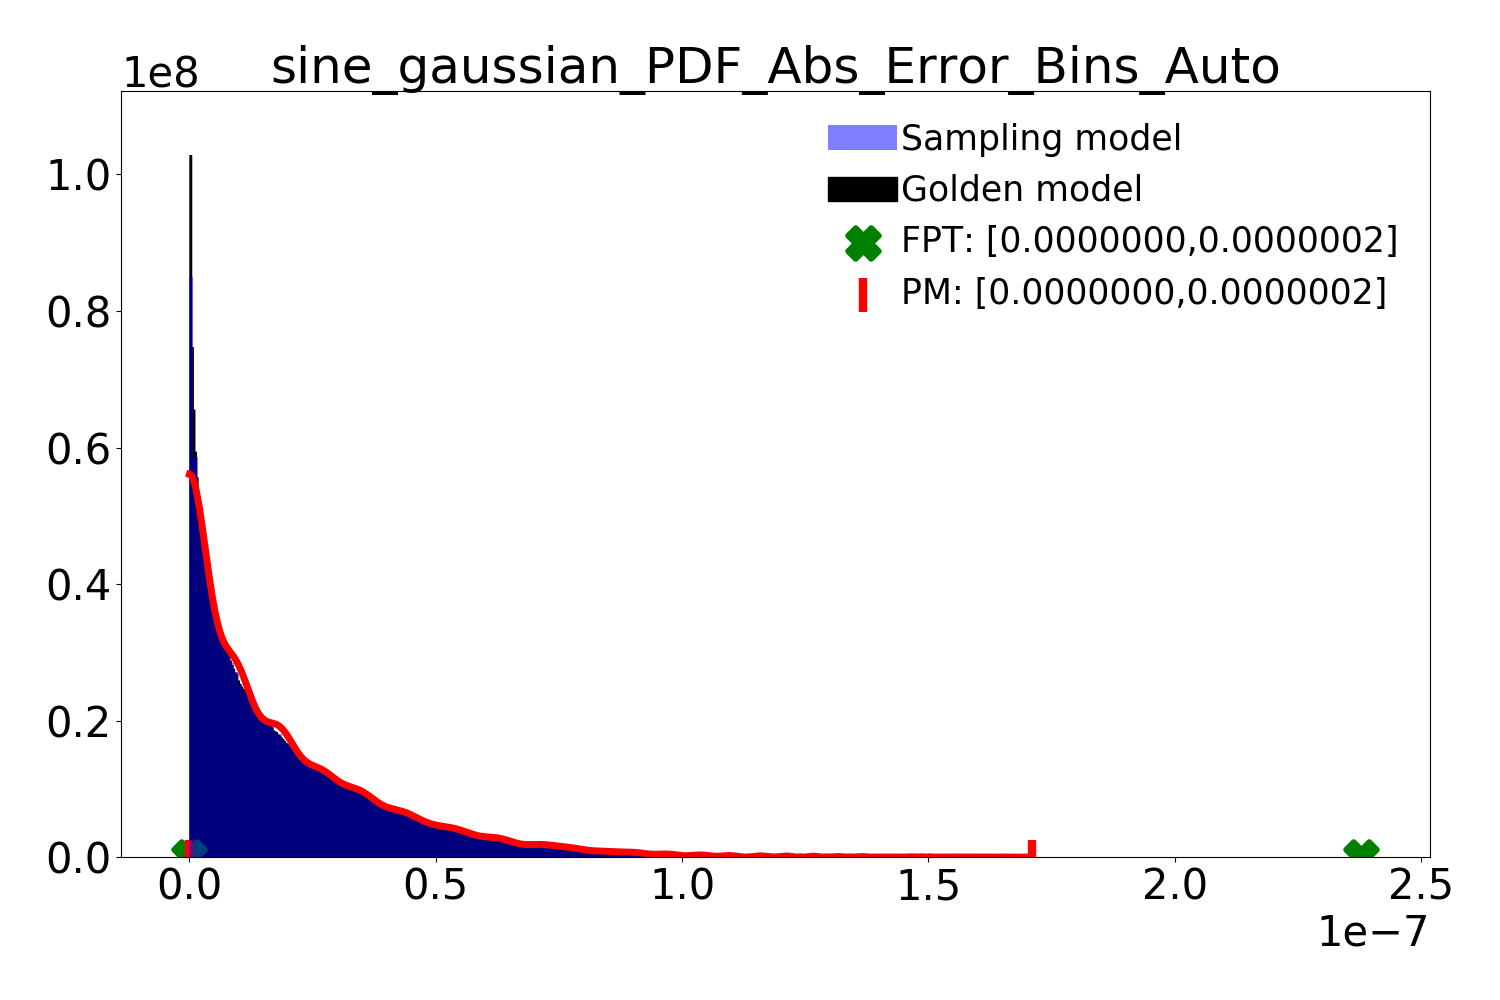 sine_gaussian_PDF_Abs_Error_Bins_Auto
1e8
Sampling model
Golden model
FPT: [0.0000000,0.0000002]
PM: [0.0000000,0.0000002]
1.0
0.8
0.6
0.4
0.2
0.0
0.0 0.5 1.0 1.5 2.0 2.5
1e−7